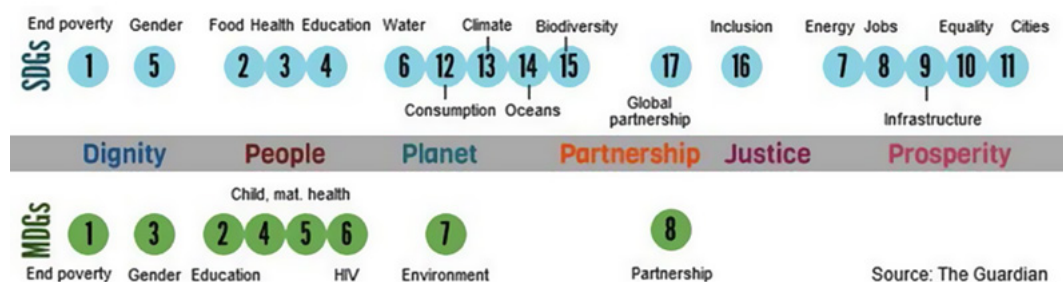 End poverty Gender Food Health Education Water Climate Biodiversity Inclusion Energy Jobs Equality Cities
SDGs 1 5 2 3 4 6 12 13 14 15 17 16 7 8 9 10 11
Consumption Oceans Global partnership Infrastructure
Dignity People Planet Partnership Justice Prosperity
Child, mat. health
MDGs 1 3 2 4 5 6 7 8
End poverty Gender Education HIV Environment Partnership Source: The Guardian